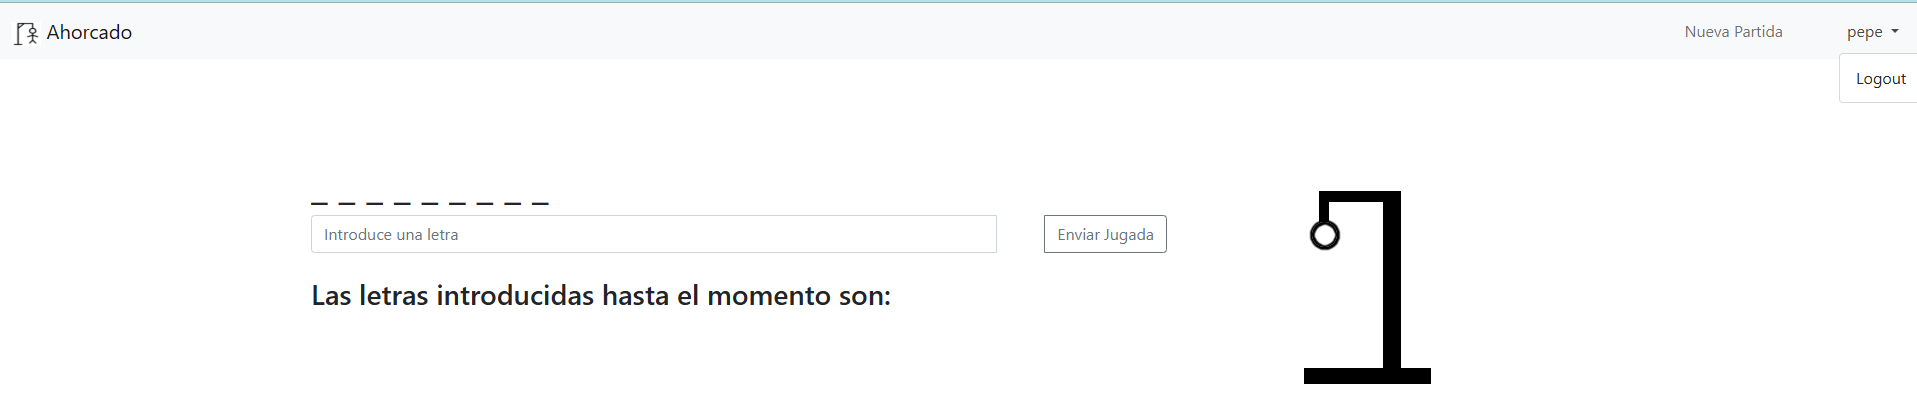 Ahorcado
Nueva Partida
pepe
Logout
_ _ _ _ _ _ _ _ _
Introduce una letra
Enviar Jugada
Las letras introducidas hasta el momento son: